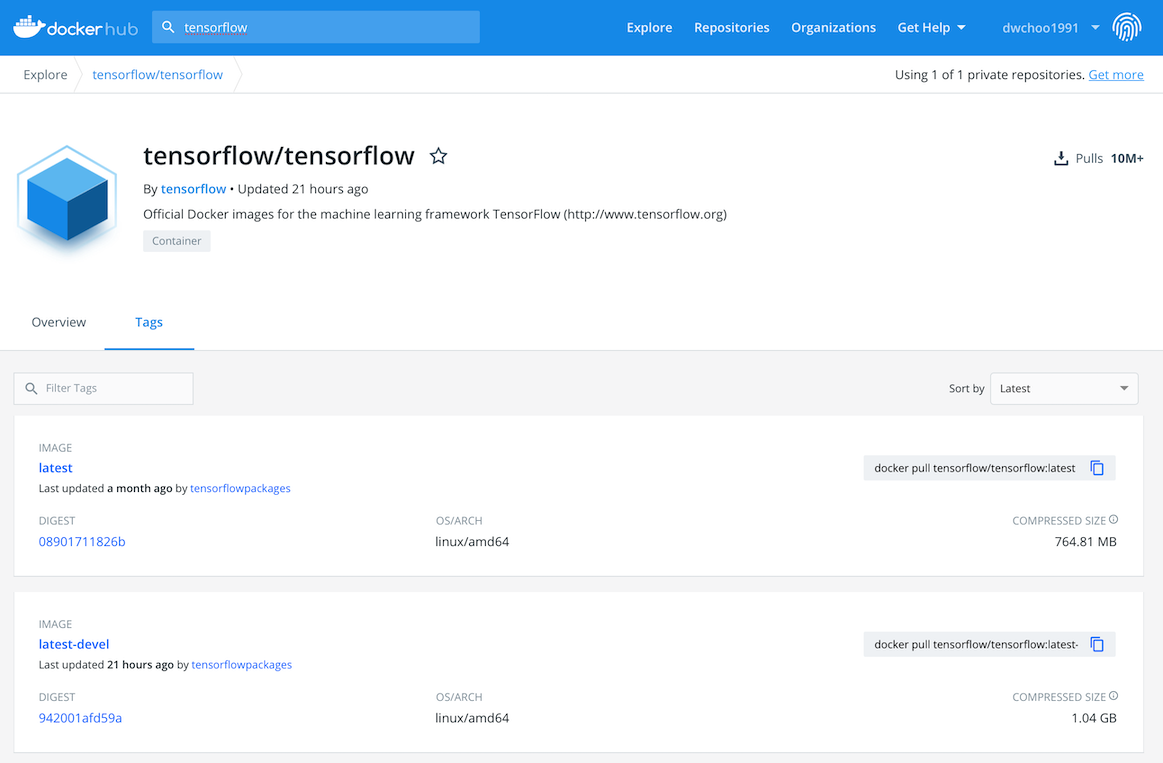 docker hub
tensorflow
Explore Repositories Organizations Get Help dwchoo1991
Explore tensorflow/tensorflow Using 1 of 1 private repositories. Get more
tensorflow/tensorflow
Pulls 10M+
By tensorflow • Updated 21 hours ago
Official Docker images for the machine learning framework TensorFlow (http://www.tensorflow.org)
Container
Overview Tags
Filter Tags Sort by Latest
IMAGE
latest docker pull tensorflow/tensorflow:latest
Last updated a month ago by tensorflowpackages
DIGEST OS/ARCH COMPRESSED SIZE
08901711826b linux/amd64 764.81 MB
IMAGE
latest-devel docker pull tensorflow/tensorflow:latest-
Last updated 21 hours ago by tensorflowpackages
DIGEST OS/ARCH COMPRESSED SIZE
942001afd59a linux/amd64 1.04 GB